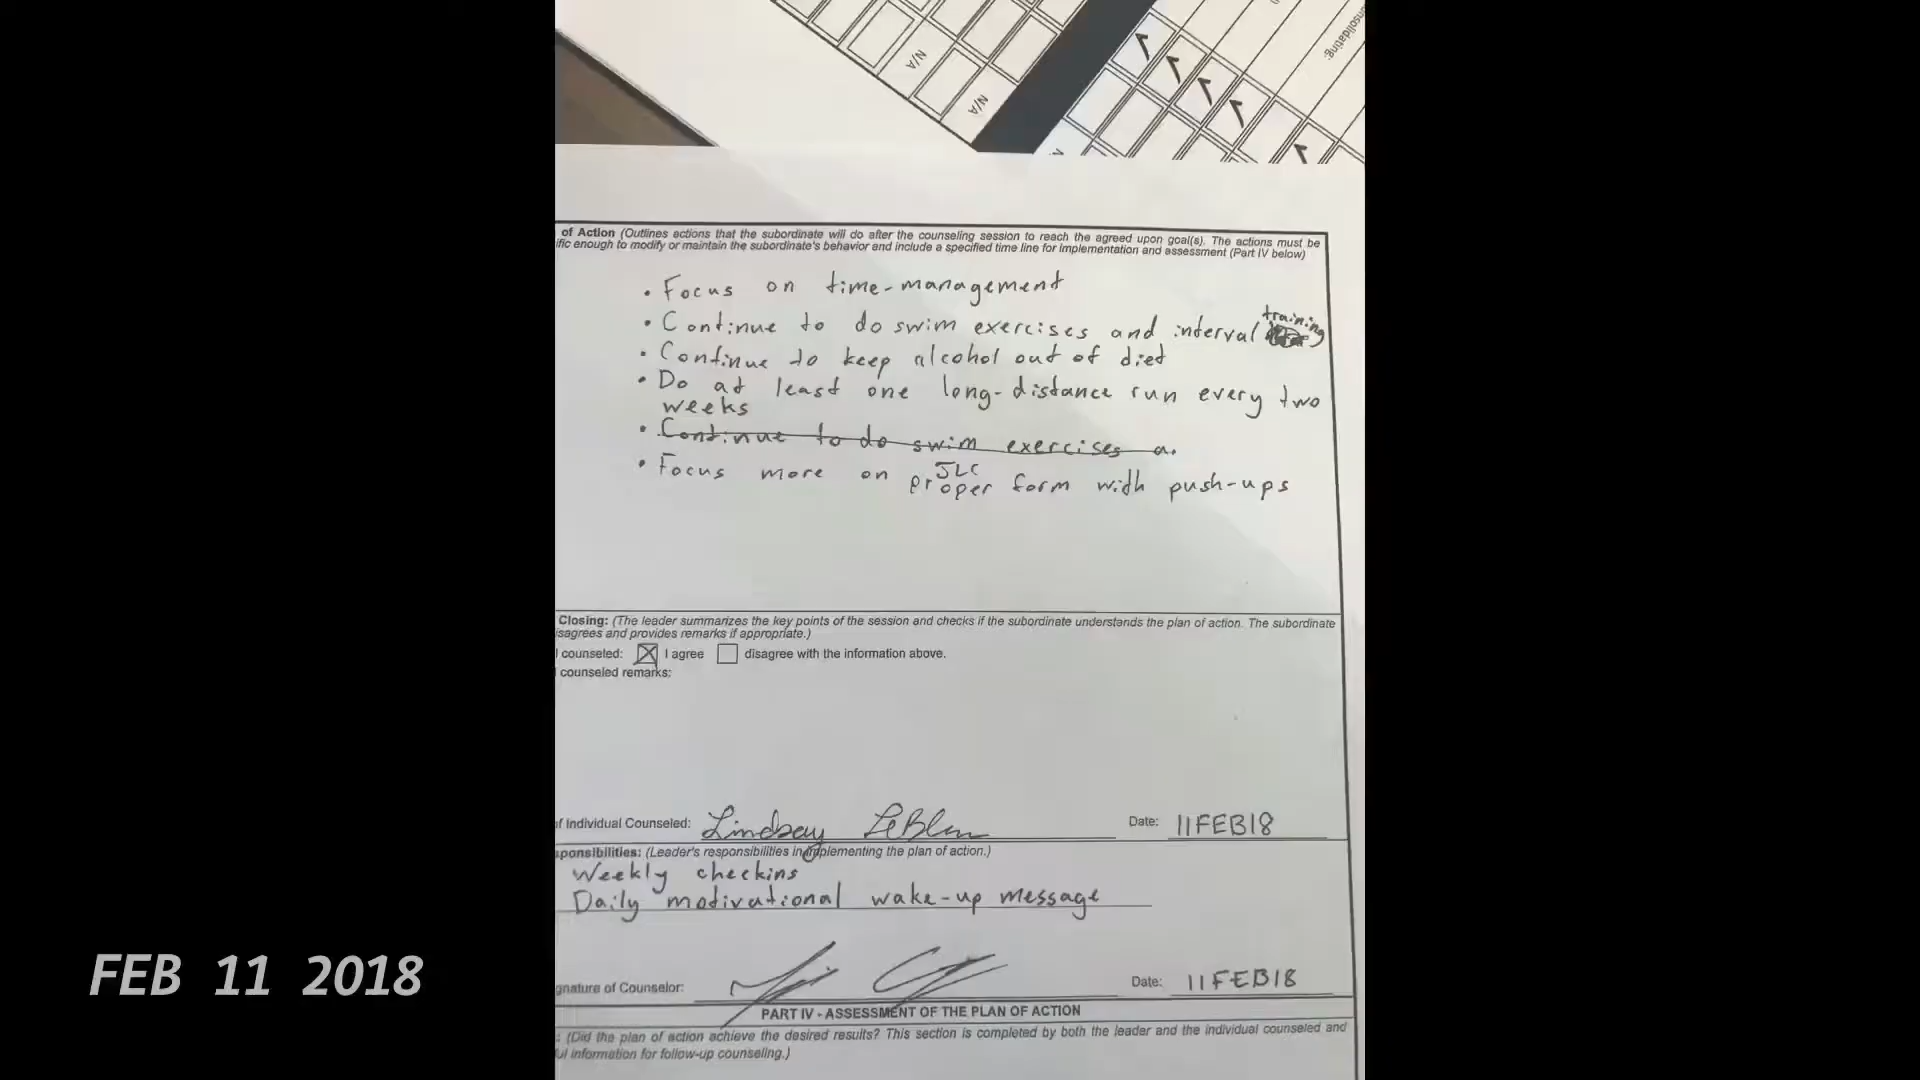 N/A
N/A
nsolidating:
of Action (Outlines actions that the subordinate will do after the counseling session to reach the agreed upon goal(s). The actions must be
ific enough to modify or maintain the subordinate's behavior and include a specified time line for implementation and assessment (Part IV below)
• Focus on time-management
training
• Continue to do swim exercises and interval
• Continue to keep alcohol out of diet
• Do at least one long-distance run every two
weeks
• Continue to do swim exercises a.
JLC
• Focus more on proper form with push-ups
Closing: (The leader summarizes the key points of the session and checks if the subordinate understands the plan of action. The subordinate
isagrees and provides remarks if appropriate.)
l counseled: I agree disagree with the information above.
l counseled remarks:
of Individual Counseled: Lindsay LeBlan Date: 11FEB18
sponsibilities: (Leader's responsibilities in implementing the plan of action.)
Weekly checkins
Daily motivational wake-up message
gnature of Counselor: Date: 11FEB18
PART IV - ASSESSMENT OF THE PLAN OF ACTION
: (Did the plan of action achieve the desired results? This section is completed by both the leader and the individual counseled and
ul information for follow-up counseling.)
FEB 11 2018